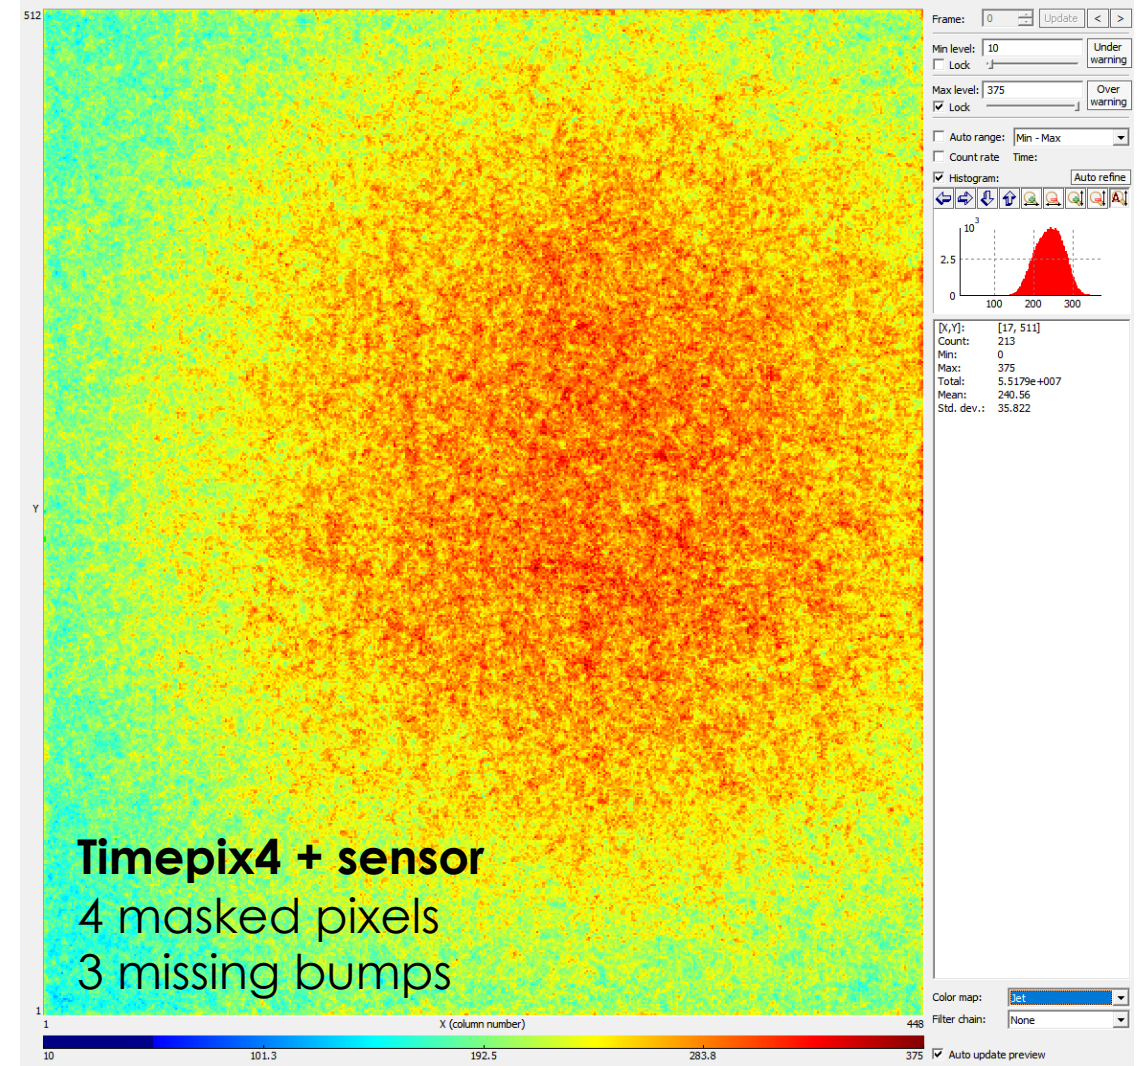 512
Y
1
1
X (column number)
448
10
101.3
192.5
283.8
375
Timepix4 + sensor
4 masked pixels
3 missing bumps
Frame: 0 Update < >
Min level: 10 Under warning
Lock
Max level: 375 Over warning
Lock
Auto range: Min - Max
Count rate Time:
Histogram: Auto refine
A
10³
2.5
0
100 200 300
[X,Y]: [17, 511]
Count: 213
Min: 0
Max: 375
Total: 5.5179e+007
Mean: 240.56
Std. dev.: 35.822
Color map: Jet
Filter chain: None
Auto update preview